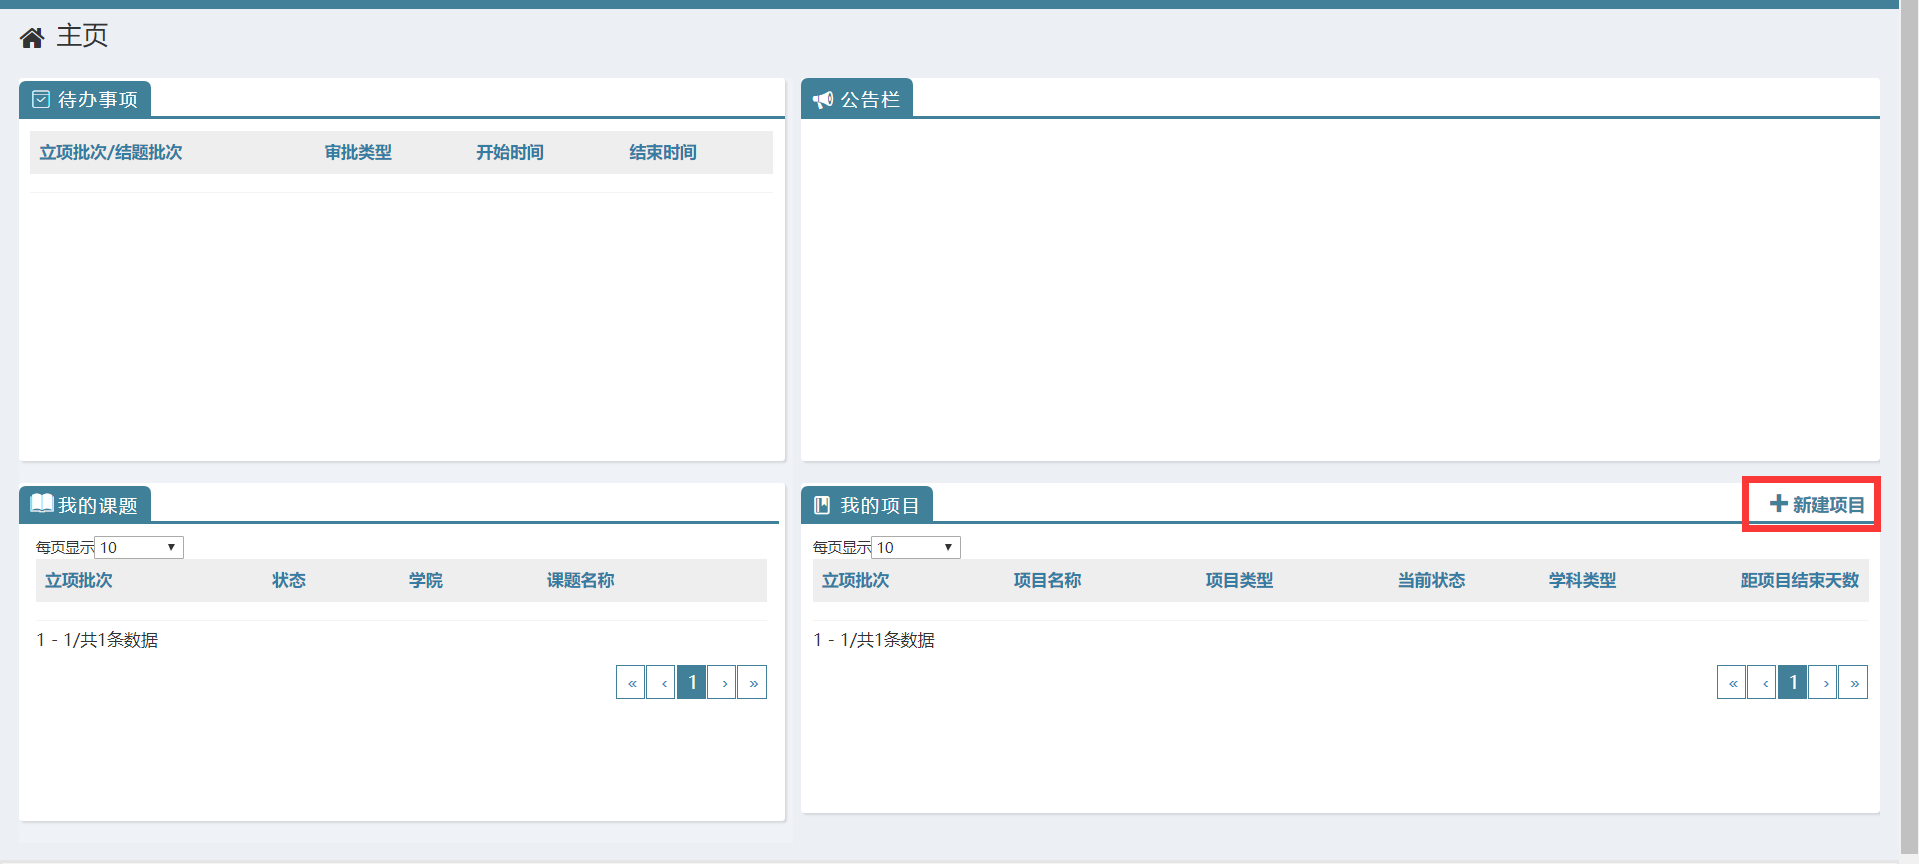 主页
待办事项
立项批次/结题批次 审批类型 开始时间 结束时间
公告栏
我的课题
每页显示 10
立项批次 状态 学院 课题名称
1 - 1/共1条数据
« ‹ 1 › »
我的项目
新建项目
每页显示 10
立项批次 项目名称 项目类型 当前状态 学科类型 距项目结束天数
1 - 1/共1条数据
« ‹ 1 › »